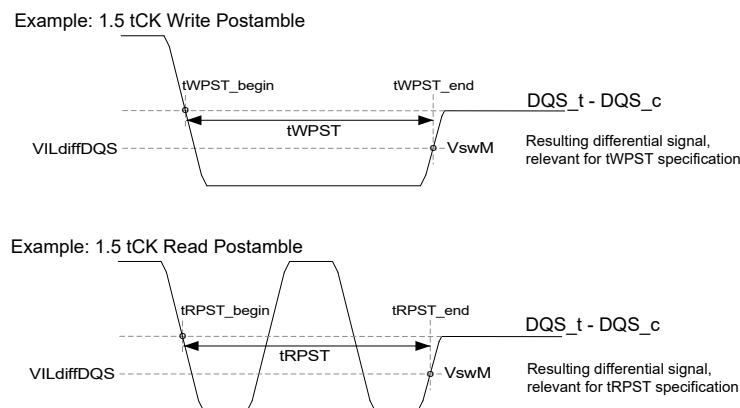 Example: 1.5 tCK Write Postamble
tWPST_begin
tWPST_end
DQS_t - DQS_c
tWPST
VILdiffDQS
VswM
Resulting differential signal,
relevant for tWPST specification
Example: 1.5 tCK Read Postamble
tRPST_begin
tRPST_end
DQS_t - DQS_c
tRPST
VILdiffDQS
VswM
Resulting differential signal,
relevant for tRPST specification